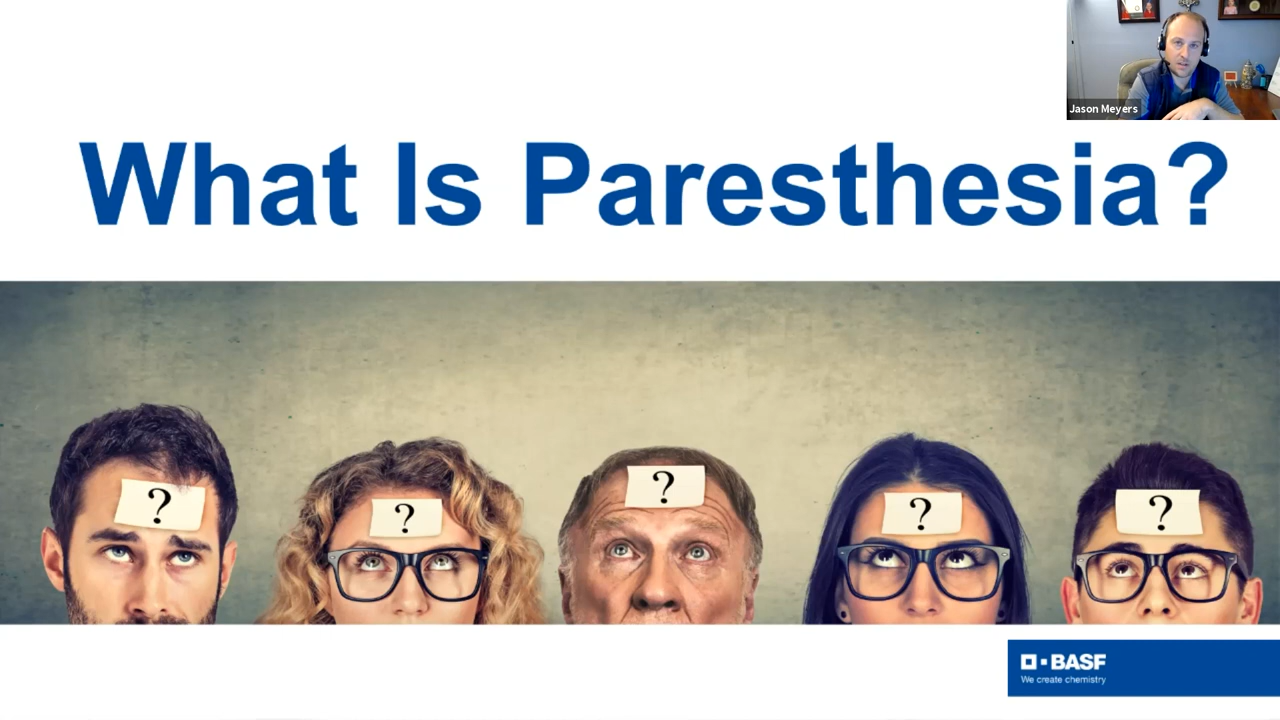 Jason Meyers
What Is Paresthesia?
?
?
?
?
?
BASF
We create chemistry